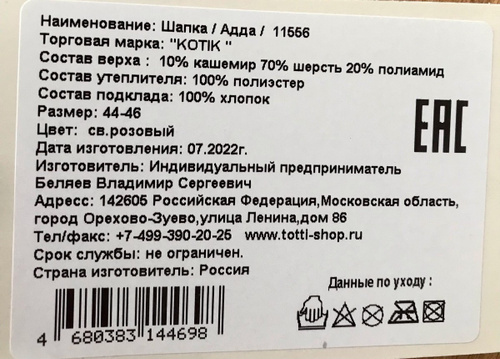 Наименование: Шапка / Адда / 11556
Торговая марка: "KOTIK "
Состав верха : 10% кашемир 70% шерсть 20% полиамид
Состав утеплителя: 100% полиэстер
Состав подклада: 100% хлопок
Размер: 44-46
Цвет: св.розовый
Дата изготовления: 07.2022г.
Изготовитель: Индивидуальный предприниматель
Беляев Владимир Сергеевич
Адрес: 142605 Российская Федерация,Московская область,
город Орехово-Зуево,улица Ленина,дом 86
Тел/факс: +7-499-390-20-25 www.totti-shop.ru
Срок службы: не ограничен.
Страна изготовитель: Россия
EAC
Данные по уходу :
4 680383 144698